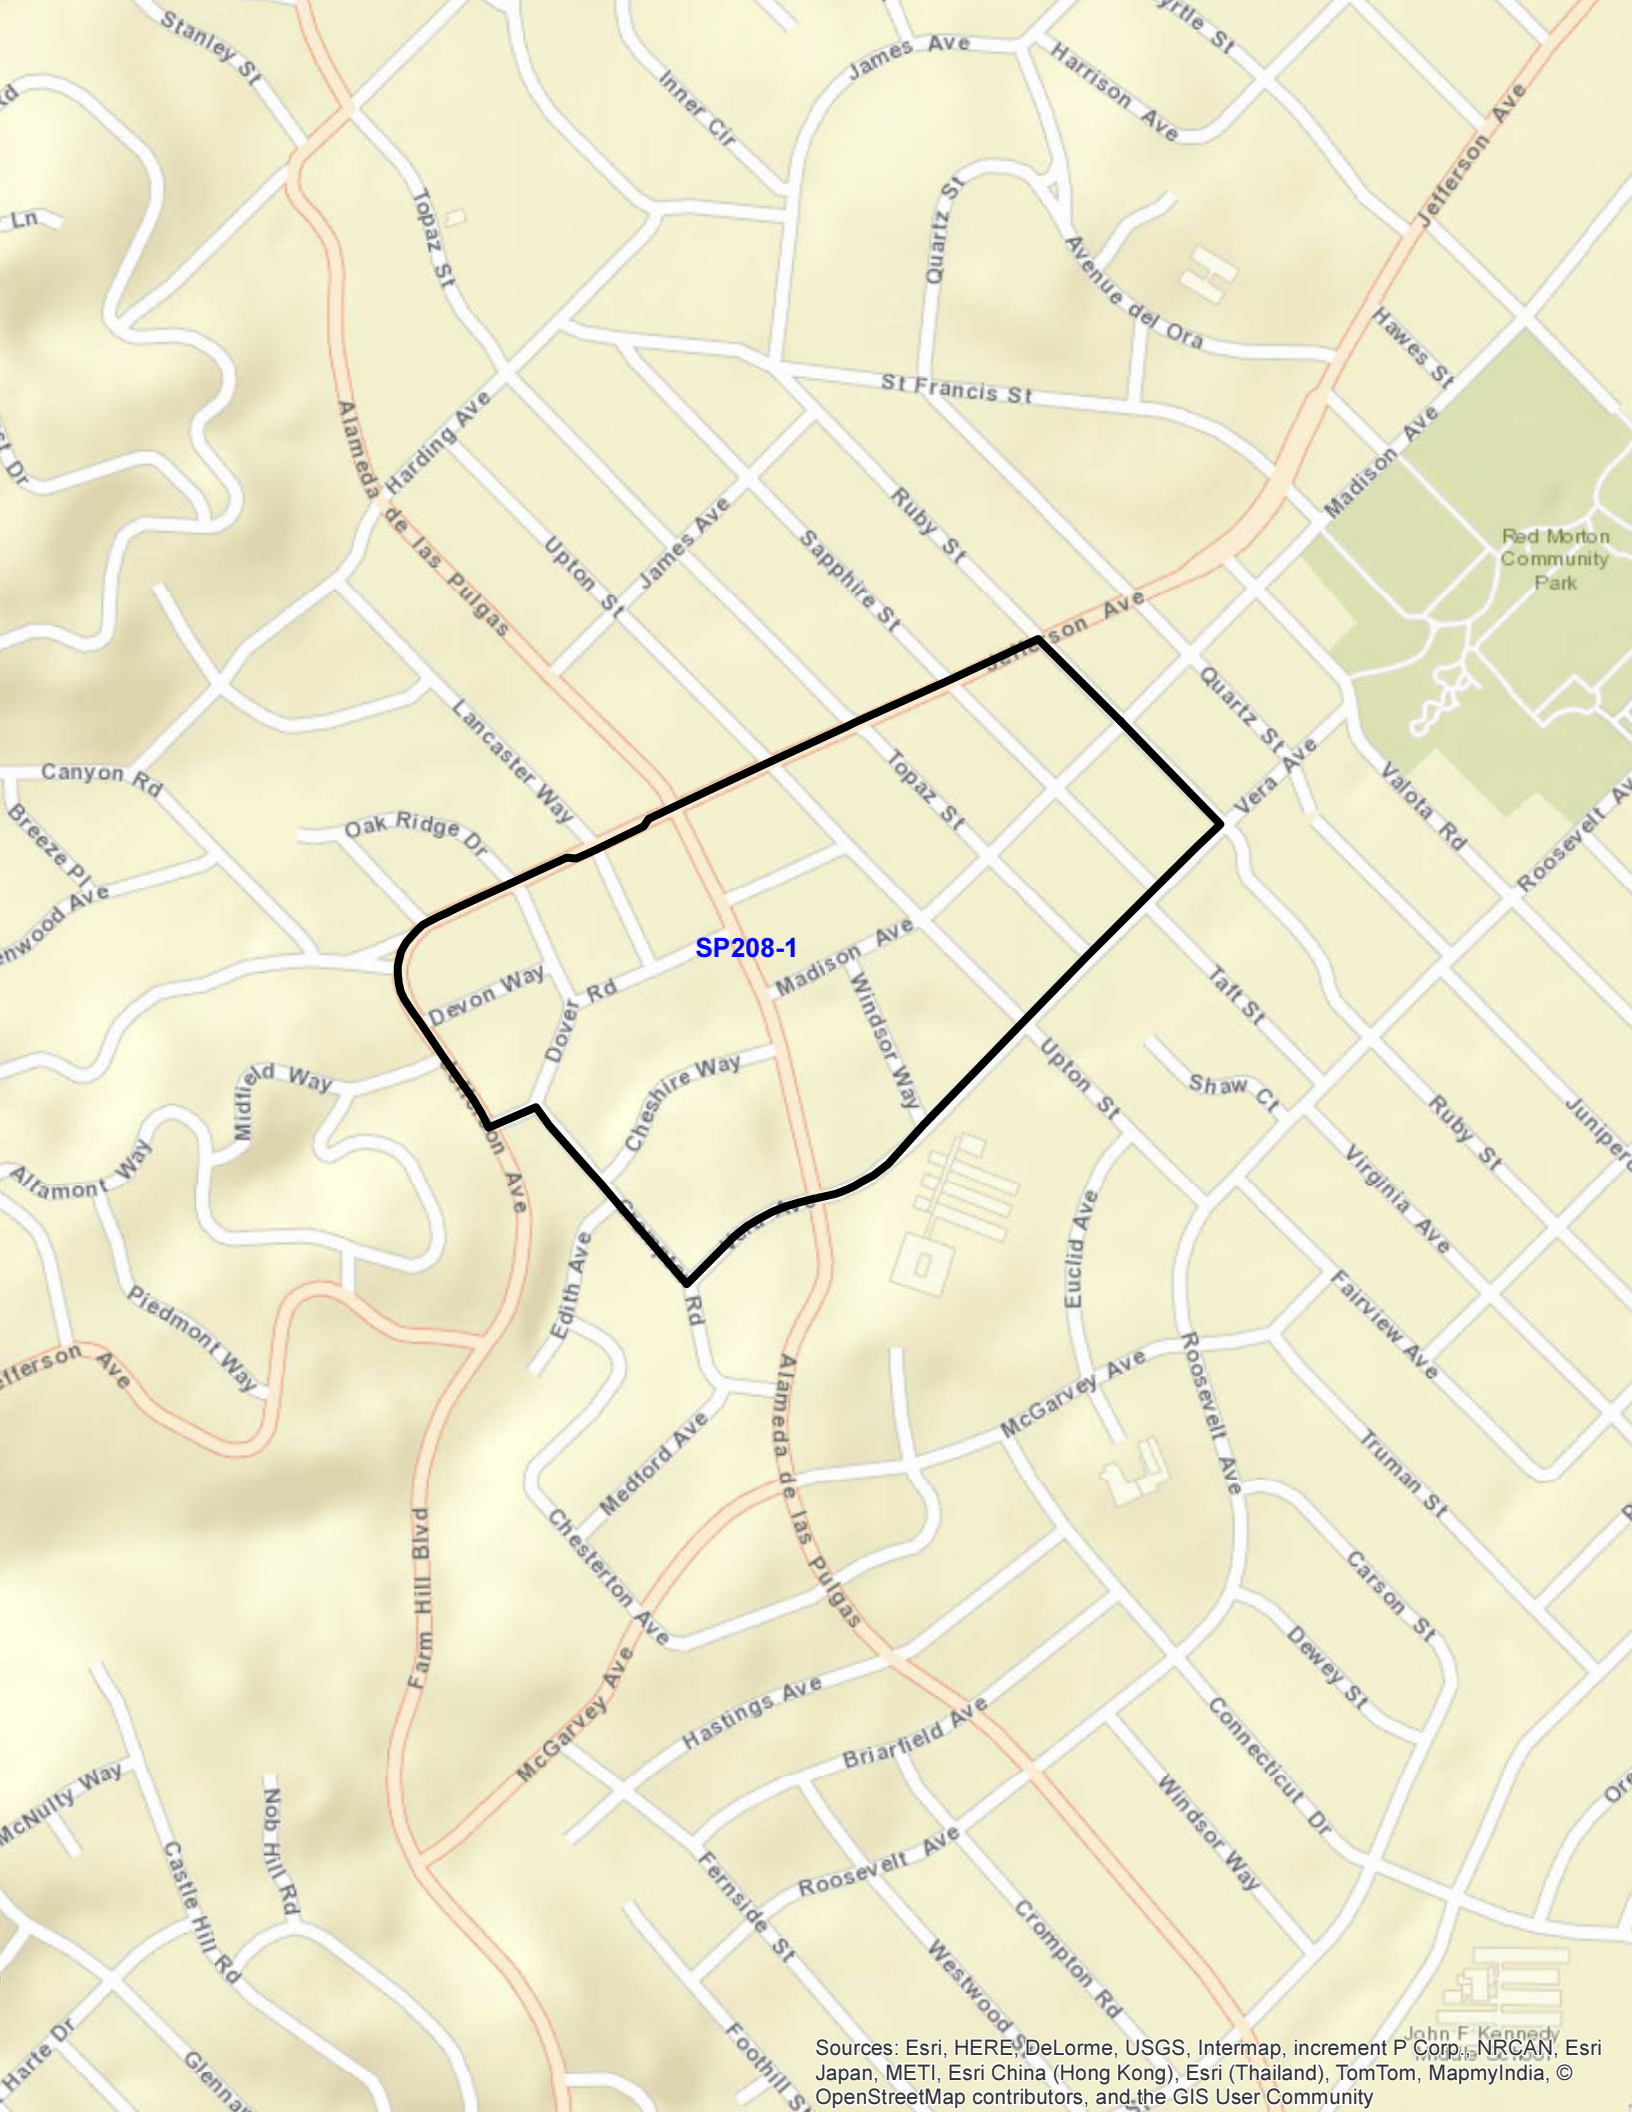 Stanley St
James Ave
Harrison Ave
Inner Cir
Jefferson Ave
Ln
Topaz St
Quartz St
Avenue del Ora
Hawes St
St Francis St
Alameda de las Pulgas
Harding Ave
Madison Ave
Ruby St
James Ave
Upton St
Sapphire St
Red Morton
Community
Park
Ave
Quartz St
Lancaster Way
Canyon Rd
Vera Ave
Topaz St
Valota Rd
Breeze Pl
Oak Ridge Dr
Roosevelt
SP208-1
Madison Ave
Devon Way
Dover Rd
Windsor Way
Taft St
Cheshire Way
Upton St
Midfield Way
Shaw Ct
Ruby St
Altamont Way
Ave
Virginia Ave
Euclid Ave
Edith Ave
Rd
Piedmont Way
Fairview Ave
Ave
McGarvey Ave
Roosevelt Ave
Alameda de las Pulgas
Medford Ave
Truman St
Chesterton Ave
Farm Hill Blvd
Carson St
McGarvey Ave
Dewey St
Hastings Ave
Briarfield Ave
Connecticut Dr
McNulty Way
Nob Hill Rd
Castle Hill Rd
Windsor Way
Roosevelt Ave
Fernside St
Crompton Rd
Westwood
Harte Dr
Foothill
John F Kennedy
Sources: Esri, HERE, DeLorme, USGS, Intermap, increment P Corp., NRCAN, Esri
Japan, METI, Esri China (Hong Kong), Esri (Thailand), TomTom, MapmyIndia, ©
OpenStreetMap contributors, and the GIS User Community